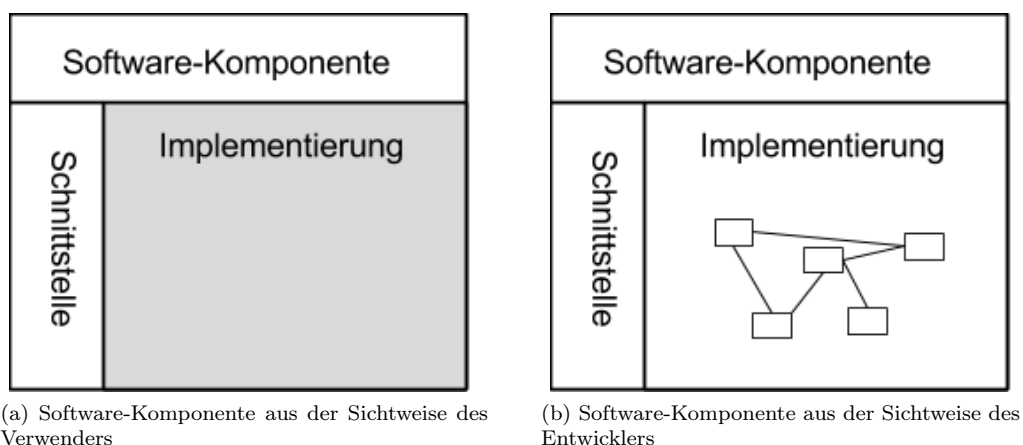 Software-Komponente
Implementierung
Schnittstelle
(a) Software-Komponente aus der Sichtweise des
Verwenders
Software-Komponente
Implementierung
Schnittstelle
(b) Software-Komponente aus der Sichtweise des
Entwicklers